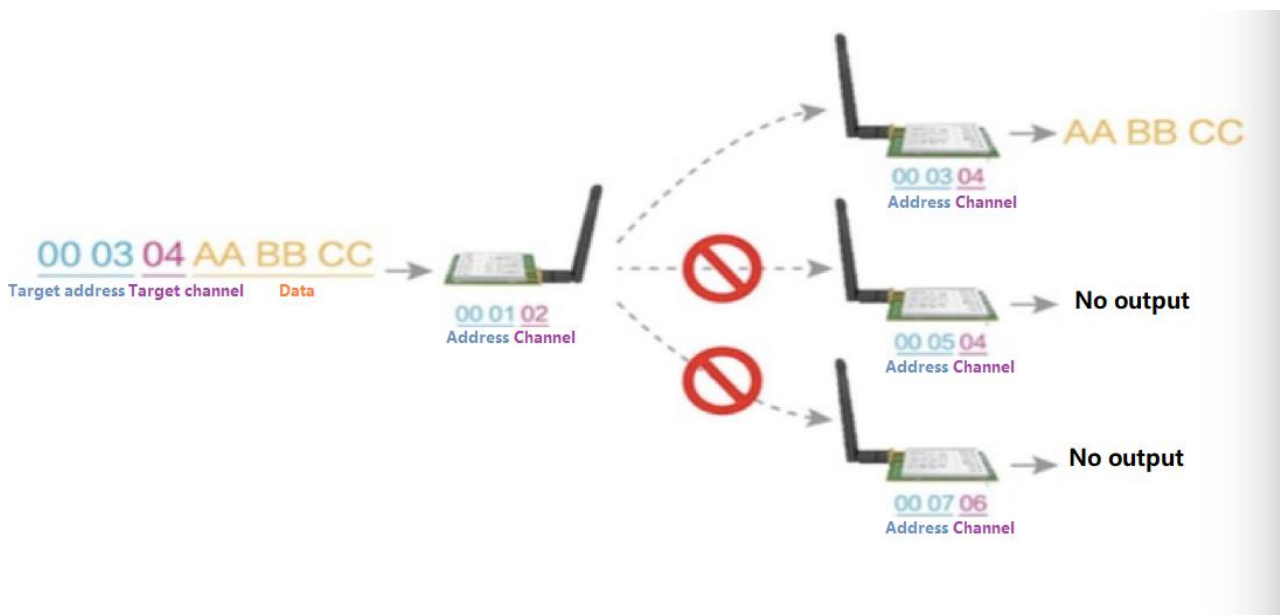 00 03 04 AA BB CC
Target address Target channel Data
00 01 02
Address Channel
AA BB CC
00 03 04
Address Channel
No output
00 05 04
Address Channel
No output
00 07 06
Address Channel